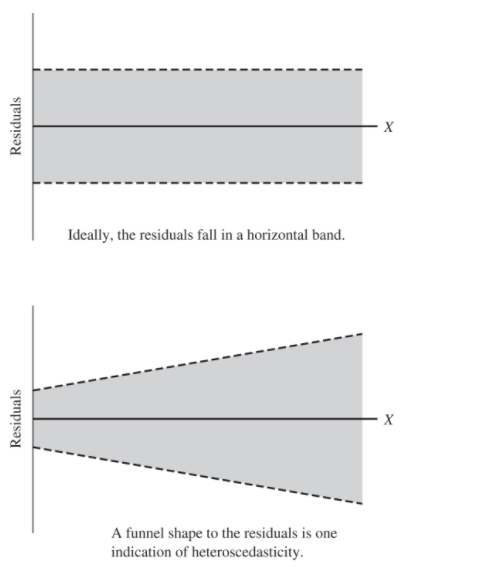 Residuals
X
Ideally, the residuals fall in a horizontal band.
Residuals
X
A funnel shape to the residuals is one
indication of heteroscedasticity.